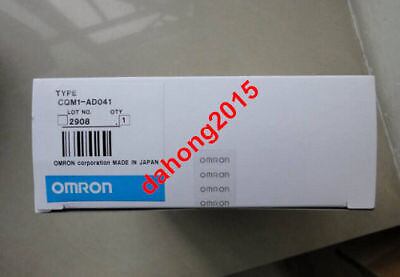 TYPE
CQM1-AD041
LOT NO. QTY
2908 1
OMRON corporation MADE IN JAPAN
OMRON
OMRON
OMRON
OMRON
OMRON
dahong2015